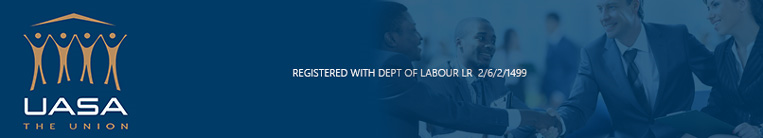 UASA
THE UNION
REGISTERED WITH DEPT OF LABOUR LR 2/6/2/1499